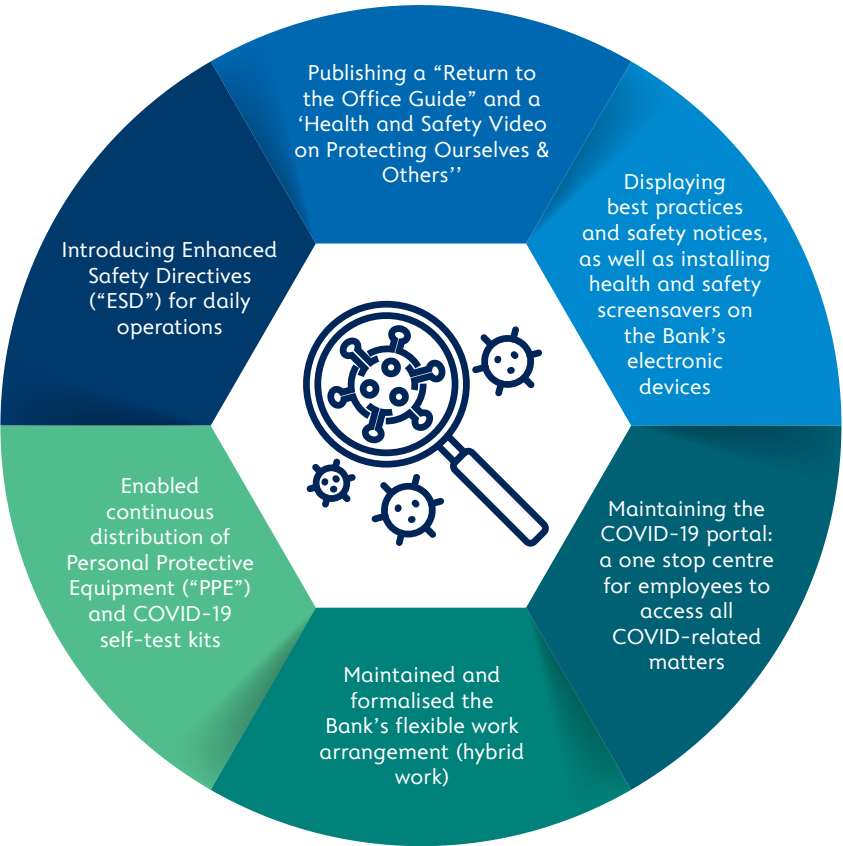 Publishing a “Return to
the Office Guide” and a
‘Health and Safety Video
on Protecting Ourselves &
Others’’
Displaying
best practices
and safety notices,
as well as installing
health and safety
screensavers on
the Bank’s
electronic
devices
Maintaining the
COVID-19 portal:
a one stop centre
for employees to
access all
COVID-related
matters
Maintained and
formalised the
Bank’s flexible work
arrangement (hybrid
work)
Enabled
continuous
distribution of
Personal Protective
Equipment (“PPE”)
and COVID-19
self-test kits
Introducing Enhanced
Safety Directives
(“ESD”) for daily
operations